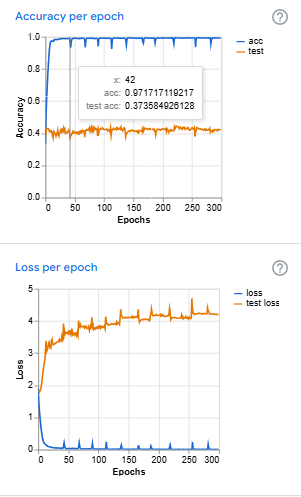 Accuracy per epoch
?
1.0
0.8
0.6
0.4
0.2
0.0
Accuracy
0 50 100 150 200 250 300
Epochs
acc
test
x: 42
acc: 0.971717119217
test acc: 0.373584926128
Loss per epoch
?
5
4
3
2
1
0
Loss
0 50 100 150 200 250 300
Epochs
loss
test loss